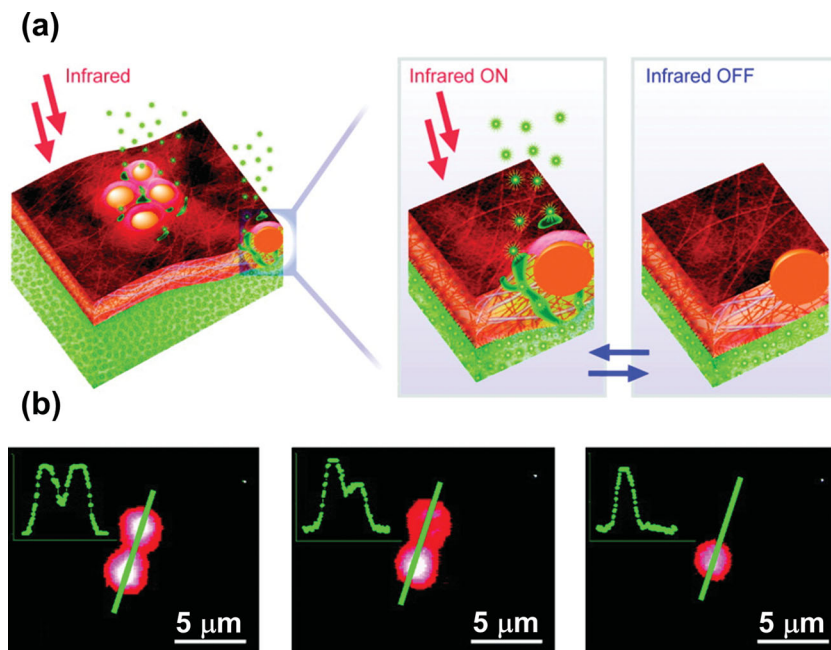 (a)
Infrared
Infrared ON
Infrared OFF
(b)
5 μm
5 μm
5 μm